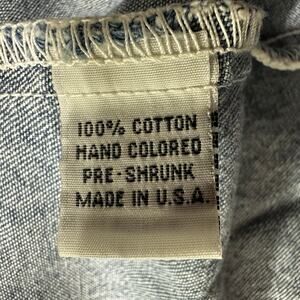 100% COTTON
HAND COLORED
PRE-SHRUNK
MADE IN U.S.A.